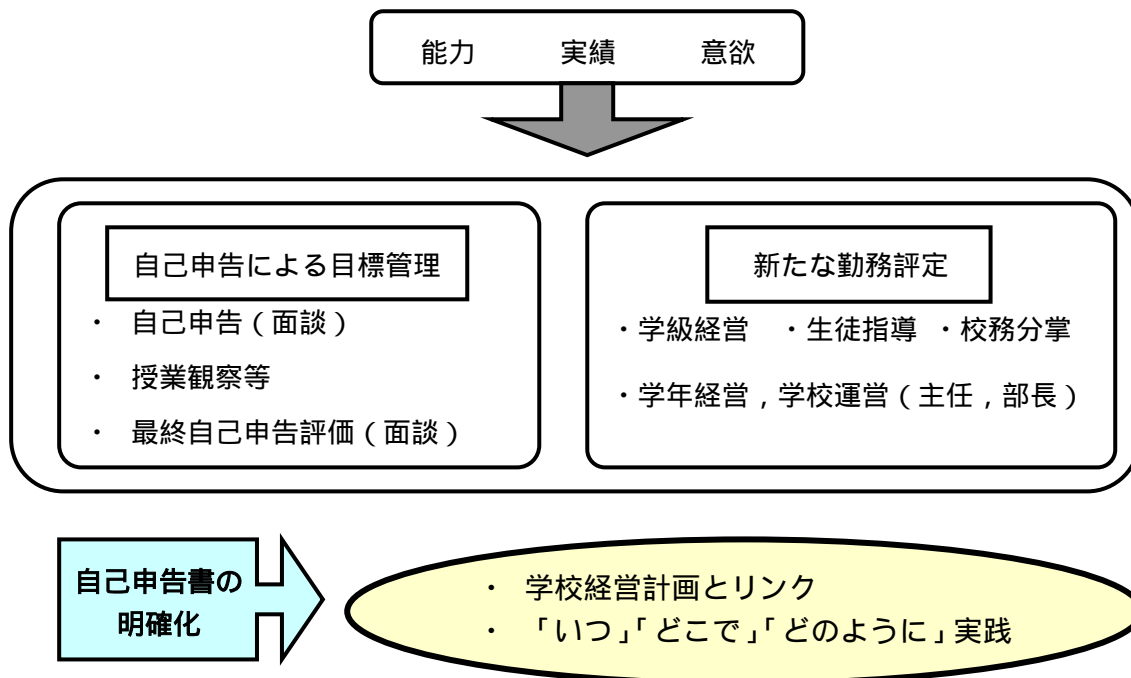 能力　実績　意欲
自己申告による目標管理
・ 自己申告（面談）
・ 授業観察等
・ 最終自己申告評価（面談）
新たな勤務評定
・学級経営　・生徒指導　・校務分掌
・学年経営，学校運営（主任，部長）
自己申告書の
明確化
・ 学校経営計画とリンク
・ 「いつ」「どこで」「どのように」実践